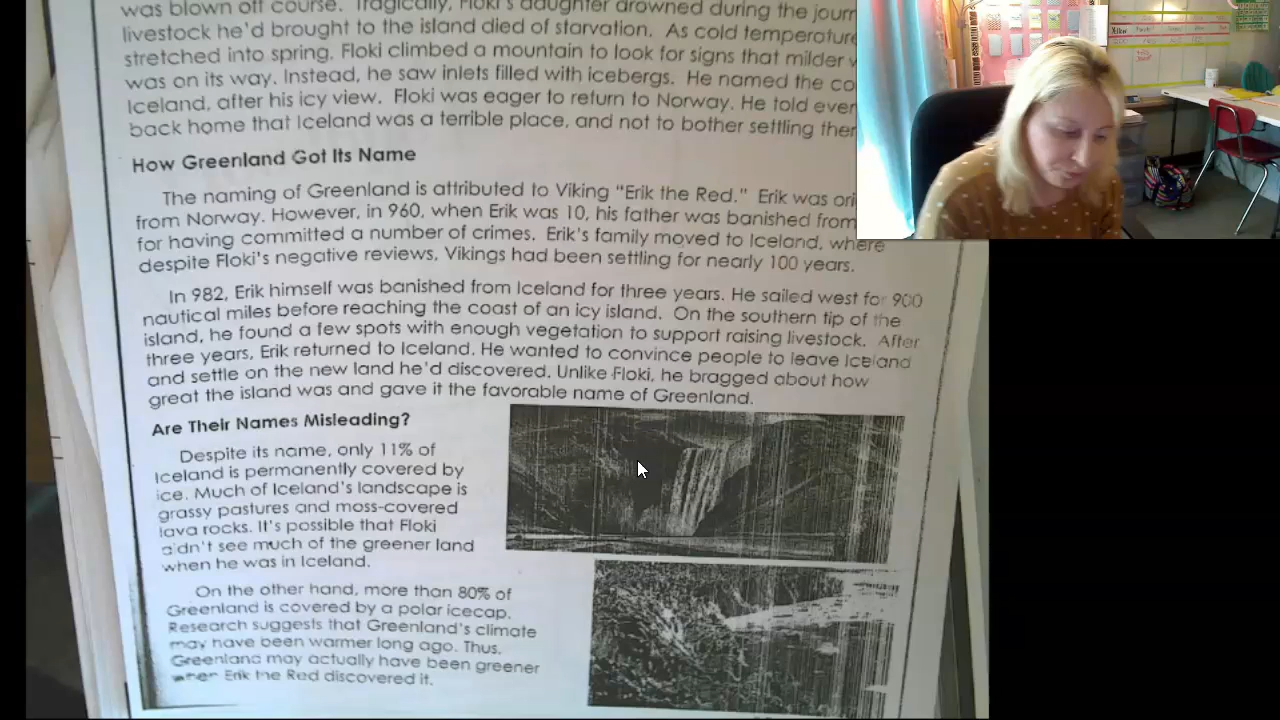 was blown off course. Tragically, Floki's daughter drowned during the jour
livestock he'd brought to the island died of starvation. As cold temperature
stretched into spring. Floki climbed a mountain to look for signs that milder
was on its way. Instead, he saw inlets filled with icebergs. He named the co
Iceland, after his icy view. Floki was eager to return to Norway. He told ever
back home that Iceland was a terrible place, and not to bother settling ther
How Greenland Got Its Name
The naming of Greenland is attributed to Viking "Erik the Red." Erik was ori
from Norway. However, in 960, when Erik was 10, his father was banished from
for having committed a number of crimes. Erik's family moved to Iceland, where
despite Floki's negative reviews, Vikings had been settling for nearly 100 years.
In 982, Erik himself was banished from Iceland for three years. He sailed west for 900
nautical miles before reaching the coast of an icy island. On the southern tip of the
island, he found a few spots with enough vegetation to support raising livestock. After
three years, Erik returned to Iceland. He wanted to convince people to leave Iceland
and settle on the new land he'd discovered. Unlike Floki, he bragged about how
great the island was and gave it the favorable name of Greenland.
Are Their Names Misleading?
Despite its name, only 11% of
Iceland is permanently covered by
ice. Much of Iceland's landscape is
grassy pastures and moss-covered
lava rocks. It's possible that Floki
didn't see much of the greener land
when he was in Iceland.
On the other hand, more than 80% of
Greenland is covered by a polar icecap.
Research suggests that Greenland's climate
may have been warmer long ago. Thus,
Greenland may actually have been greener
when Erik the Red discovered it.